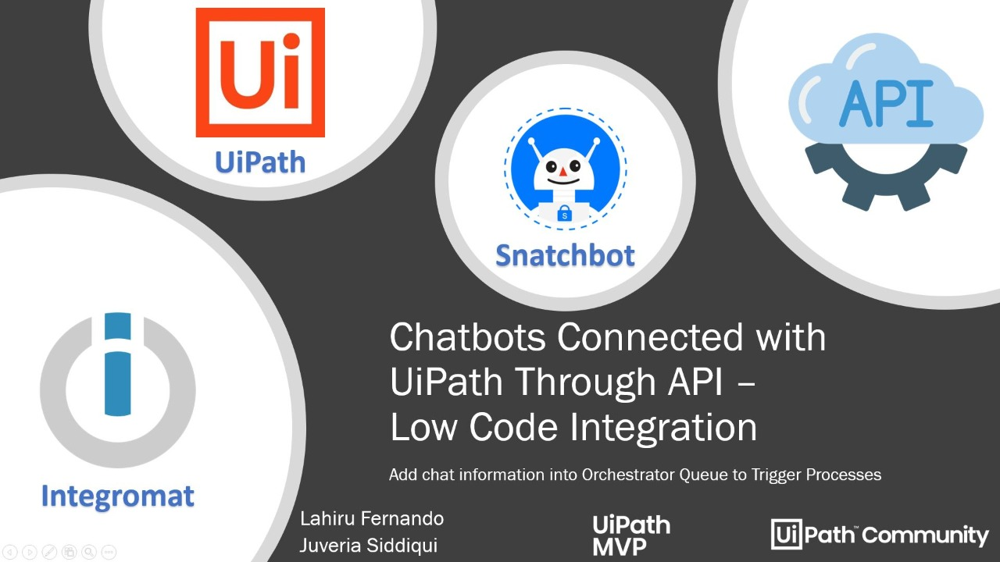 Ui
UiPath
API
S
Snatchbot
Integromat
Chatbots Connected with
UiPath Through API –
Low Code Integration
Add chat information into Orchestrator Queue to Trigger Processes
Lahiru Fernando
Juveria Siddiqui
UiPath
MVP
UiPath™ Community